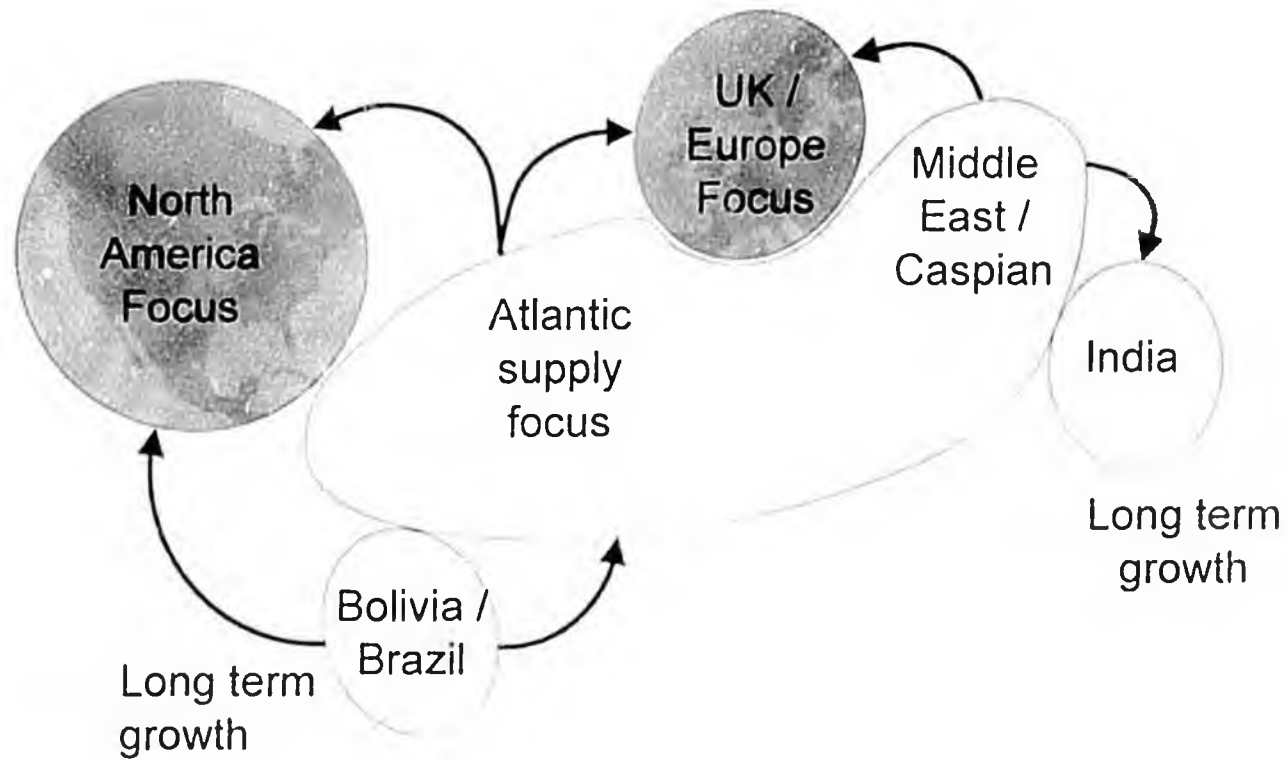 North
America
Focus
UK /
Europe
Focus
Middle
East /
Caspian
Atlantic
supply
focus
India
Long term
growth
Bolivia /
Brazil
Long term
growth